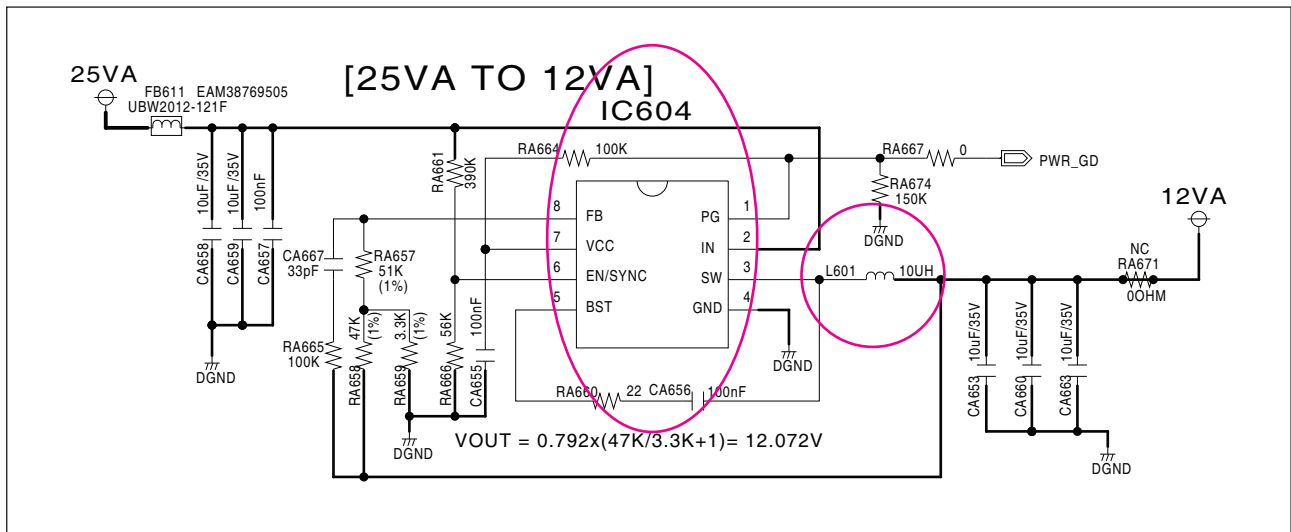 25VA
[25VA TO 12VA]
FB611 EAM38769505
UBW2012-121F
IC604
RA661
390K
RA664 100K
RA667 0
PWR_GD
RA674
150K
DGND
12VA
10uF/35V
10uF/35V
100nF
CA658
CA659
CA657
DGND
CA667
33pF
RA657
51K
(1%)
8 FB
7 VCC
6 EN/SYNC
5 BST
PG 1
IN 2
SW 3
GND 4
L601 10UH
NC
RA671
0OHM
RA665
100K
47K
(1%)
RA658
3.3K
(1%)
RA659
56K
RA666
100nF
CA655
DGND
DGND
RA660 22 CA656 100nF
10uF/35V
10uF/35V
10uF/35V
CA653
CA660
CA663
DGND
VOUT = 0.792x(47K/3.3K+1)= 12.072V